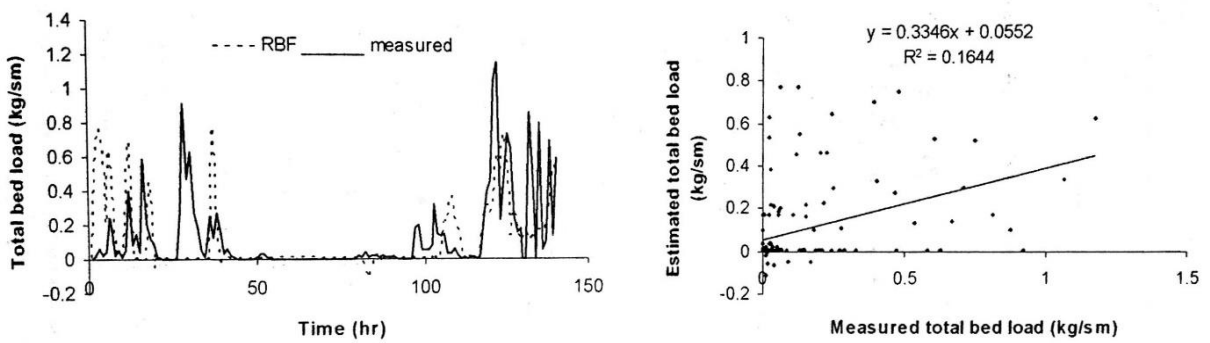 1.4
1.2
1
0.8
0.6
0.4
0.2
0
-0.2
Total bed load (kg/sm)
RBF measured
0 50 100 150
Time (hr)
y = 0.3346x + 0.0552
R² = 0.1644
1
0.8
0.6
0.4
0.2
0
-0.2
Estimated total bed load
(kg/sm)
0 0.5 1 1.5
Measured total bed load (kg/sm)